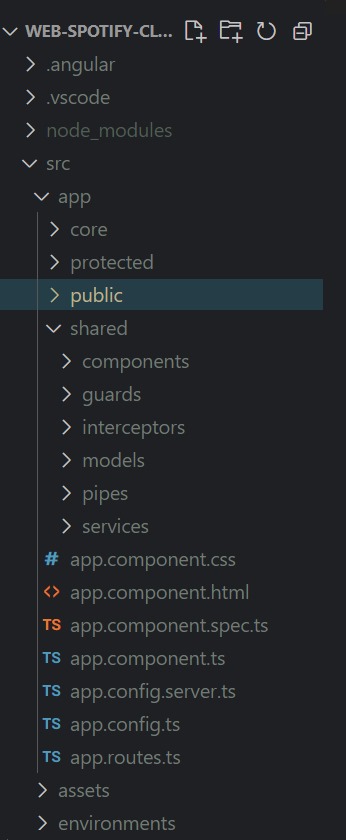 WEB-SPOTIFY-CL...
.angular
.vscode
node_modules
src
app
core
protected
public
shared
components
guards
interceptors
models
pipes
services
# app.component.css
<> app.component.html
TS app.component.spec.ts
TS app.component.ts
TS app.config.server.ts
TS app.config.ts
TS app.routes.ts
assets
environments